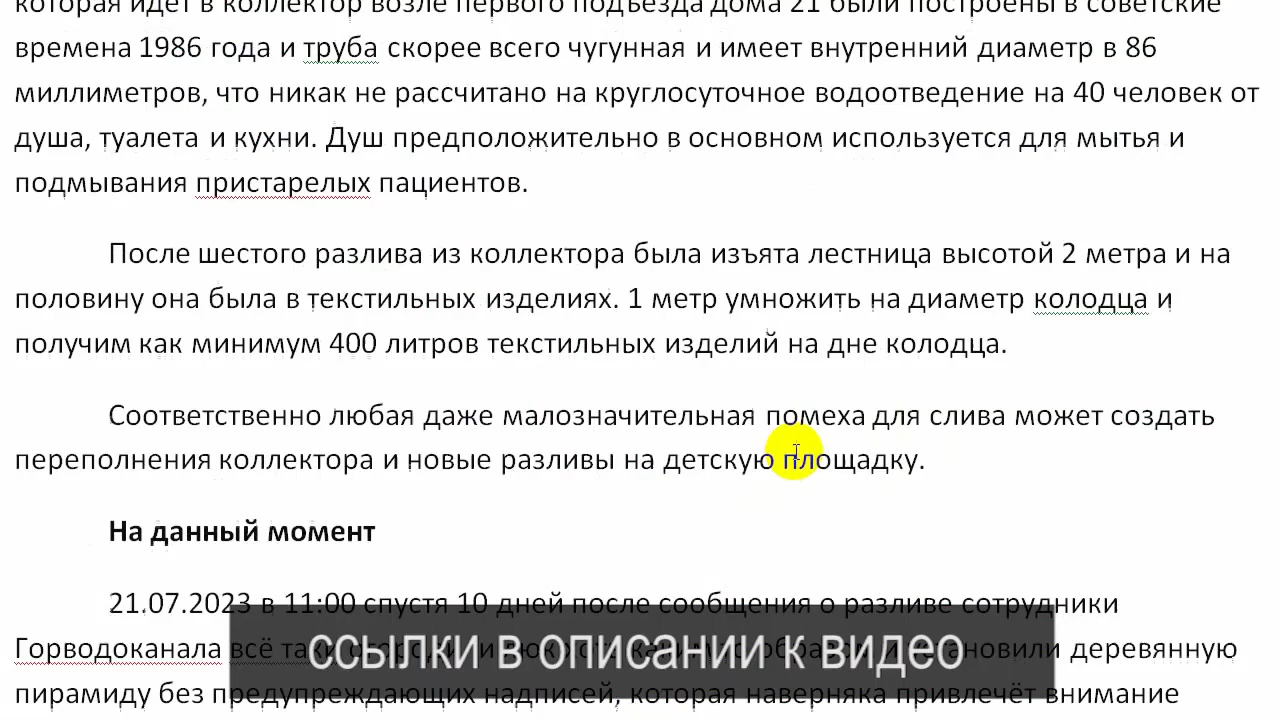 которая идет в коллектор возле первого подъезда дома 21 были построены в советские
времена 1986 года и труба скорее всего чугунная и имеет внутренний диаметр в 86
миллиметров, что никак не рассчитано на круглосуточное водоотведение на 40 человек от
душа, туалета и кухни. Душ предположительно в основном используется для мытья и
подмывания пристарелых пациентов.
После шестого разлива из коллектора была изъята лестница высотой 2 метра и на
половину она была в текстильных изделиях. 1 метр умножить на диаметр колодца и
получим как минимум 400 литров текстильных изделий на дне колодца.
Соответственно любая даже малозначительная помеха для слива может создать
переполнения коллектора и новые разливы на детскую площадку.
На данный момент
21.07.2023 в 11:00 спустя 10 дней после сообщения о разливе сотрудники
Горводоканала всё таки деревянную
ссылки в описании к видео
пирамиду без предупреждающих надписей, которая наверняка привлечёт внимание